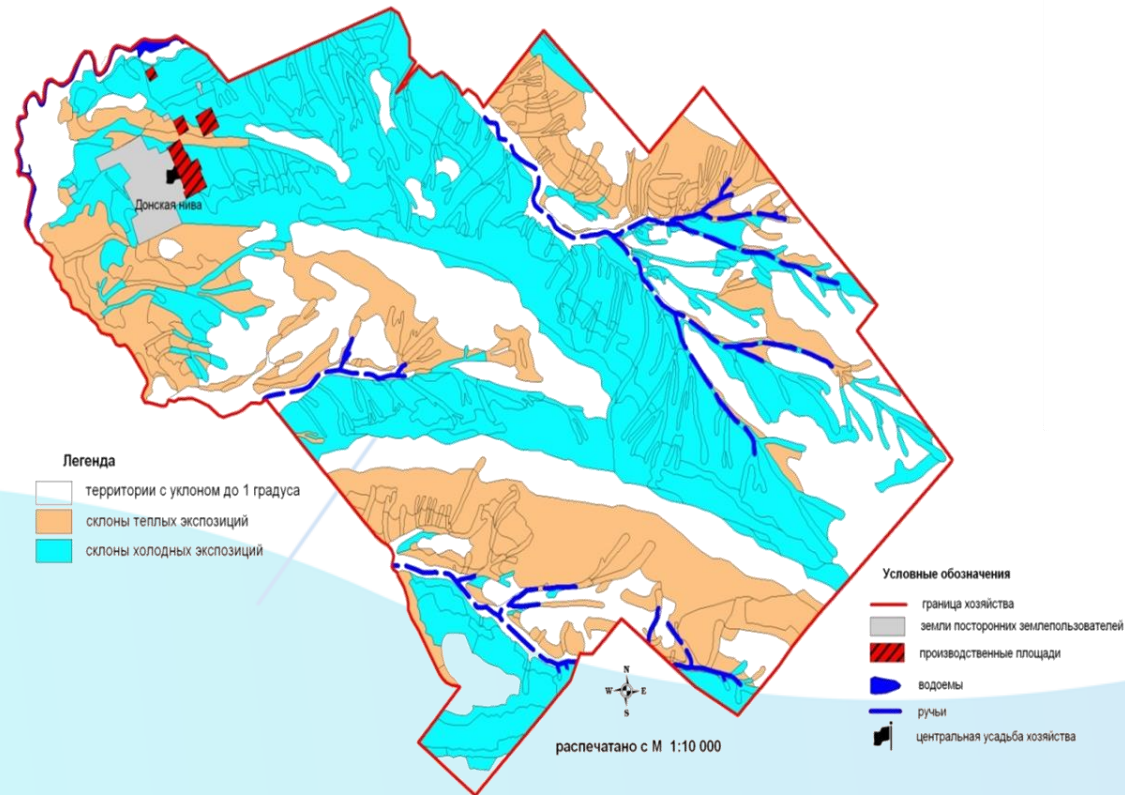 Донская нива
Легенда
территории с уклоном до 1 градуса
склоны теплых экспозиций
склоны холодных экспозиций
Условные обозначения
граница хозяйства
земли посторонних землепользователей
производственные площади
водоемы
ручьи
центральная усадьба хозяйства
N
W E
S
распечатано с М 1:10 000